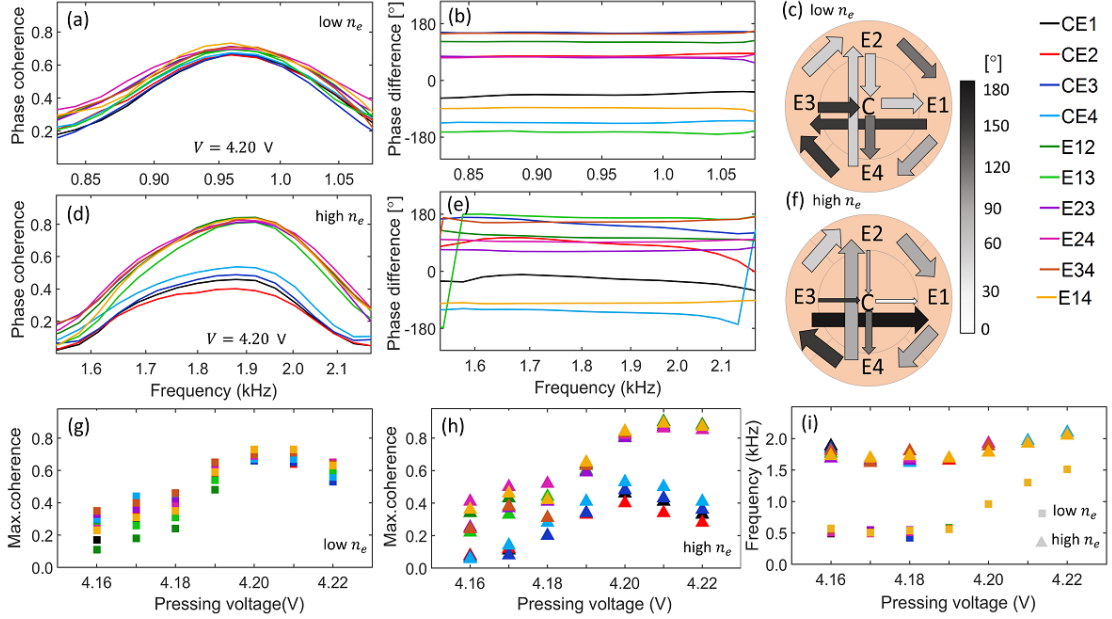 (a)
low nₑ
Phase coherence
0.8
0.6
0.4
0.2
V = 4.20 V
0.85
0.90
0.95
1.0
1.05
(b)
Phase difference [°]
180
0
-180
0.85
0.90
0.95
1.0
1.05
(c) low nₑ
E2
E3
C
E1
E4
[°]
180
150
120
90
60
30
0
CE1
CE2
CE3
CE4
E12
E13
E23
E24
E34
E14
(d)
high nₑ
Phase coherence
0.8
0.6
0.4
0.2
V = 4.20 V
1.6
1.7
1.8
1.9
2.0
2.1
Frequency (kHz)
(e)
Phase difference [°]
180
0
-180
1.6
1.7
1.8
1.9
2.0
2.1
Frequency (kHz)
(f) high nₑ
E2
E3
C
E1
E4
(g)
Max.coherence
0.8
0.6
0.4
0.2
0
low nₑ
4.16
4.18
4.20
4.22
Pressing voltage(V)
(h)
Max.coherence
0.8
0.6
0.4
0.2
0
high nₑ
4.16
4.18
4.20
4.22
Pressing voltage (V)
(i)
Frequency (kHz)
2.0
1.5
1.0
0.5
0
low nₑ
high nₑ
4.16
4.18
4.20
4.22
Pressing voltage (V)